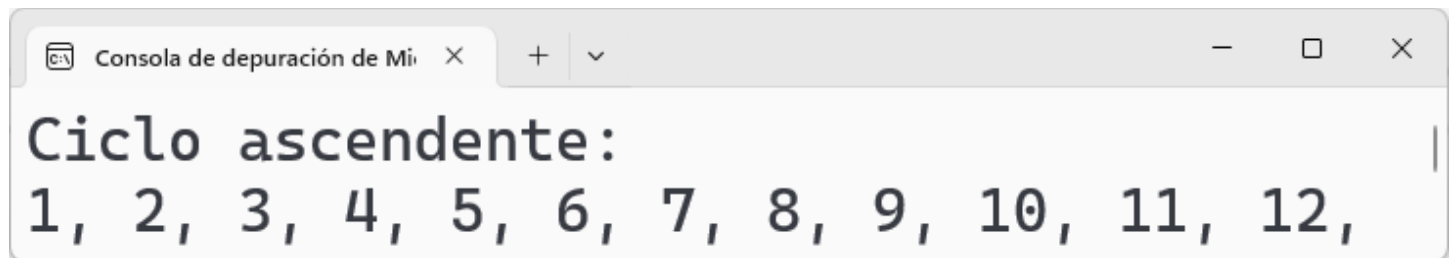 Consola de depuración de Mi
Ciclo ascendente:
1, 2, 3, 4, 5, 6, 7, 8, 9, 10, 11, 12,